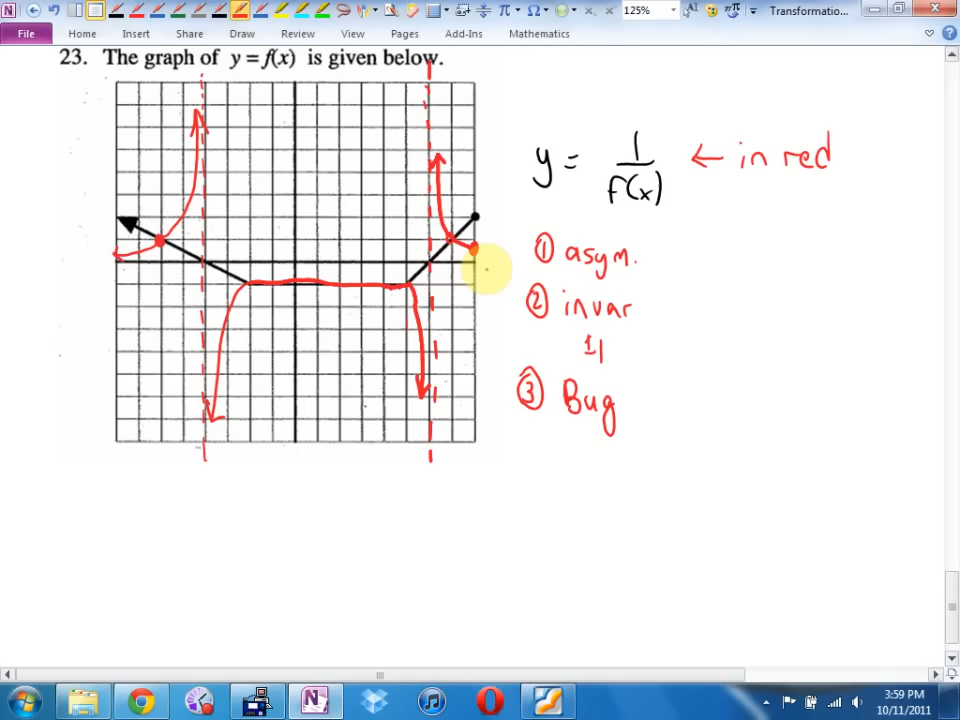 125%
Transformatio...
File Home Insert Share Draw Review View Pages Add-Ins Mathematics
23. The graph of y = f(x) is given below.
y = 1/f(x) ← in red
① asym.
② invar
③ Bug
3:59 PM
10/11/2011